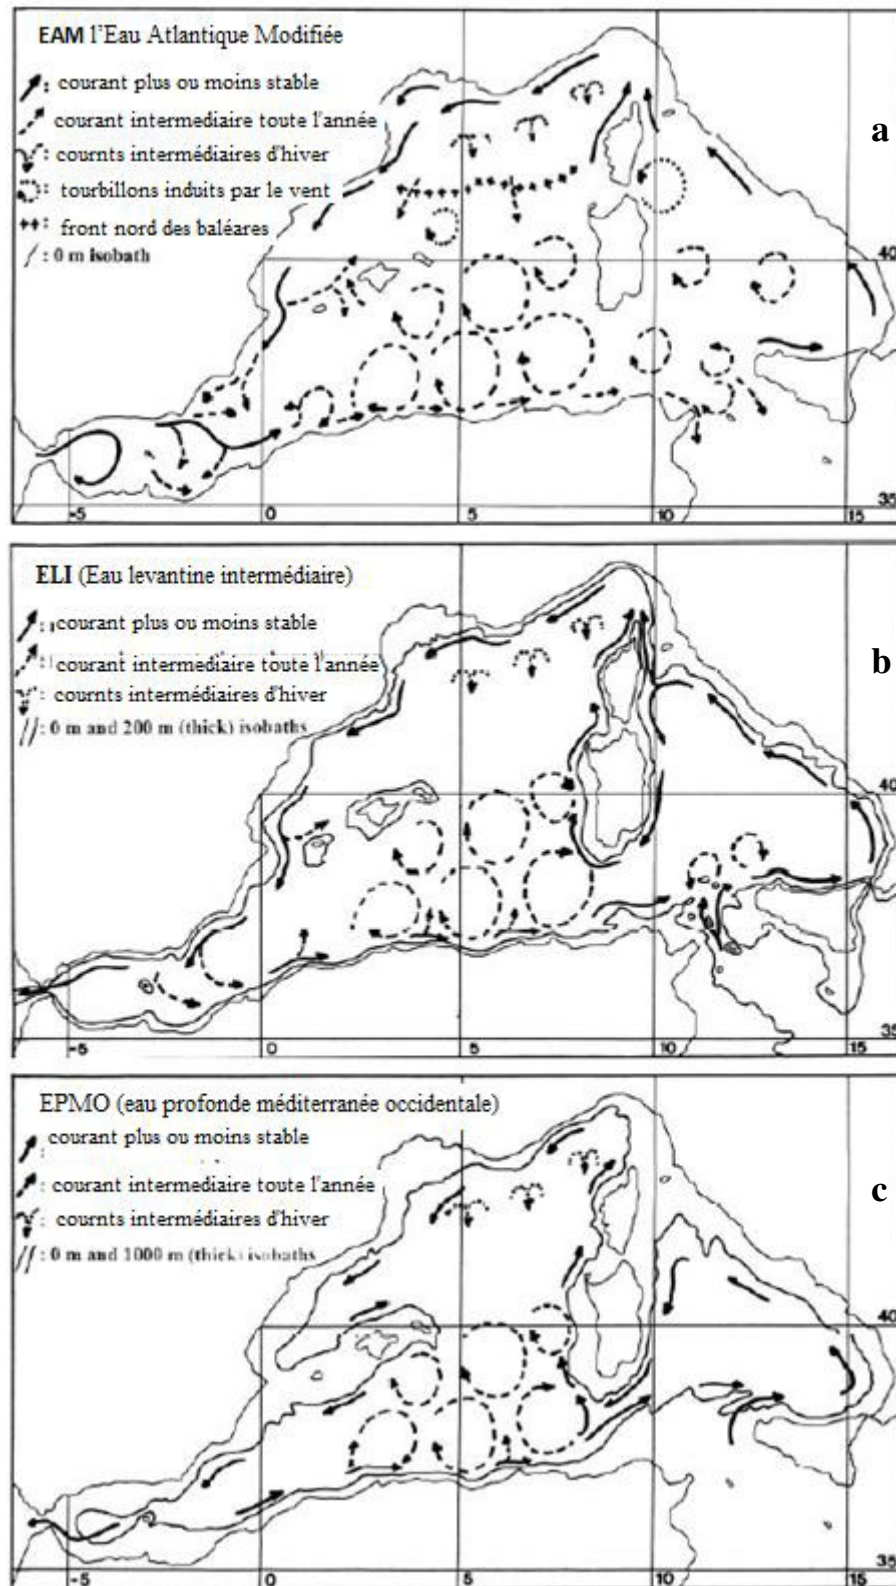 EAM l'Eau Atlantique Modifiée
: courant plus ou moins stable
: courant intermediaire toute l'année
: cournts intermédiaires d'hiver
: tourbillons induits par le vent
: front nord des baléares
: 0 m isobath
a
40
-5
0
5
10
15
35
ELI (Eau levantine intermédiaire)
: courant plus ou moins stable
: courant intermediaire toute l'année
: cournts intermédiaires d'hiver
: 0 m and 200 m (thick) isobaths
b
40
-5
0
5
10
15
35
EPMO (eau profonde méditerranée occidentale)
courant plus ou moins stable
: courant intermediaire toute l'année
: cournts intermédiaires d'hiver
: 0 m and 1000 m (thick) isobaths
c
40
-5
0
5
10
15
35